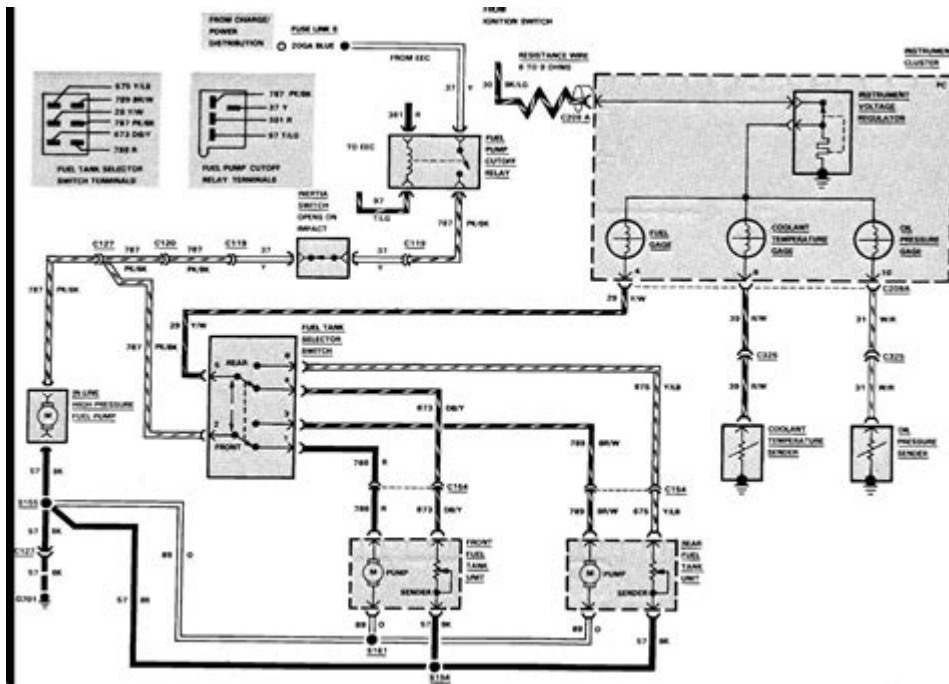 FROM CHARGE/
POWER
DISTRIBUTION
FUSE LINK S
20GA BLUE
FROM
IGNITION SWITCH
FROM EEC
RESISTANCE WIRE
8 TO 9 OHMS
INSTRUMENT
CLUSTER
PC
675 Y/LB
789 BR/W
29 Y/W
787 PK/BK
673 DB/Y
788 R
FUEL TANK SELECTOR
SWITCH TERMINALS
787 PK/BK
37 Y
361 R
97 T/LG
FUEL PUMP CUTOFF
RELAY TERMINALS
37
Y
30
BK/LG
C209 A
INSTRUMENT
VOLTAGE
REGULATOR
361
R
TO EEC
FUEL
PUMP
CUTOFF
RELAY
97
T/LG
787
PK/BK
INERTIA
SWITCH
OPENS ON
IMPACT
C127
787
PK/BK
C120
787
PK/BK
C119
37
Y
37
Y
C119
FUEL
GAGE
COOLANT
TEMPERATURE
GAGE
OIL
PRESSURE
GAGE
4
10
C209A
787
PK/BK
787
PK/BK
29
Y/W
29
Y/W
39
R/W
31
W/R
C325
C325
39
R/W
31
W/R
FUEL TANK
SELECTOR
SWITCH
REAR
2
FRONT
IN-LINE
HIGH PRESSURE
FUEL PUMP
M
673
DB/Y
675
Y/LB
789
BR/W
788
R
C154
C154
788
R
673
DB/Y
789
BR/W
675
Y/LB
COOLANT
TEMPERATURE
SENDER
OIL
PRESSURE
SENDER
57
BK
S155
57
BK
C127
57
BK
G701
89
O
57
BK
M
PUMP
SENDER
FRONT
FUEL
TANK
UNIT
M
PUMP
SENDER
REAR
FUEL
TANK
UNIT
89
O
57
BK
89
O
57
BK
S161
S154